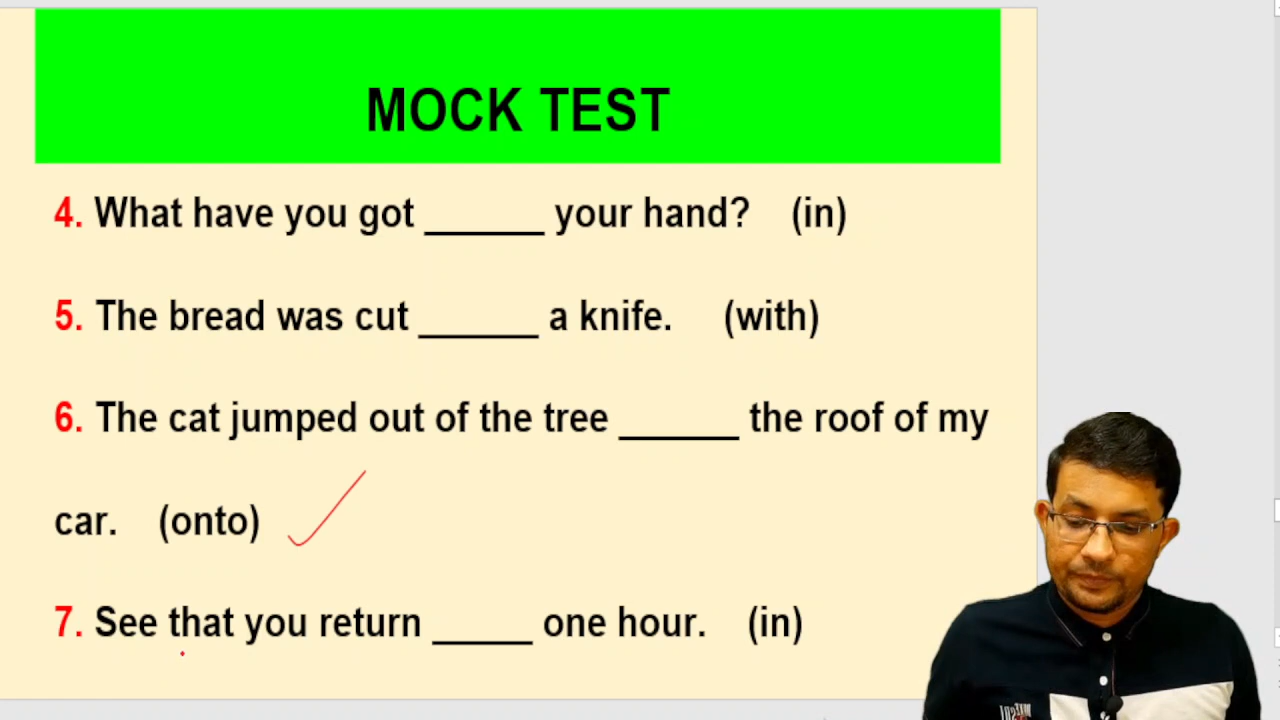 MOCK TEST
4. What have you got ______ your hand? (in)
5. The bread was cut ______ a knife. (with)
6. The cat jumped out of the tree ______ the roof of my
car. (onto)
7. See that you return _____ one hour. (in)